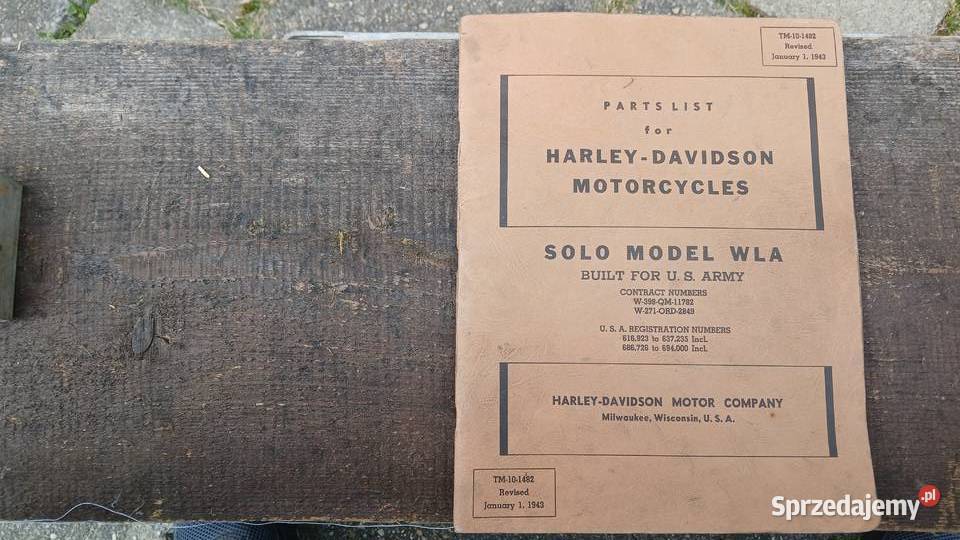 TM-10-1482
Revised
January 1, 1943
PARTS LIST
for
HARLEY-DAVIDSON
MOTORCYCLES
SOLO MODEL WLA
BUILT FOR U. S. ARMY
CONTRACT NUMBERS
W-398-QM-11782
W-271-ORD-2849
U. S. A. REGISTRATION NUMBERS
616.923 to 637.235 Incl.
686.726 to 694.000 Incl.
HARLEY-DAVIDSON MOTOR COMPANY
Milwaukee, Wisconsin, U. S. A.
TM-10-1482
Revised
January 1, 1943
Sprzedajemy.pl